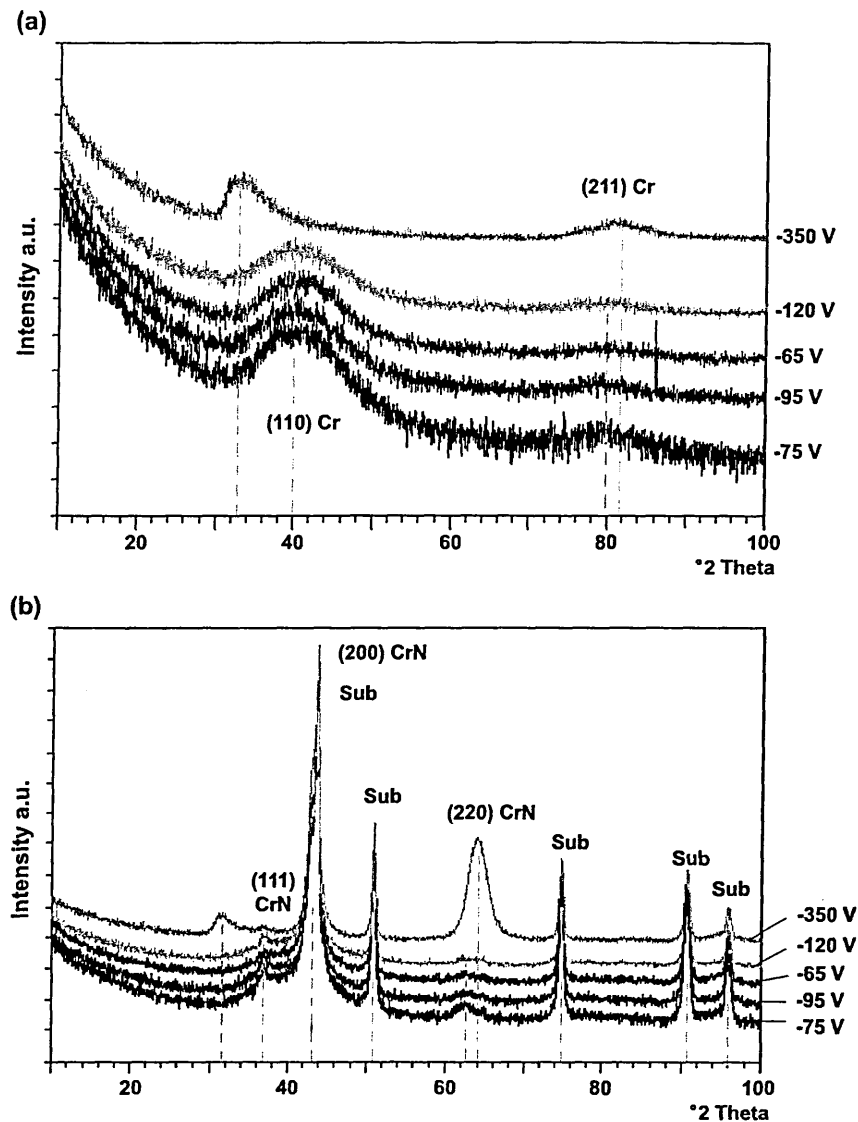 (a)
Intensity a.u.
(211) Cr
-350 V
-120 V
-65 V
-95 V
-75 V
(110) Cr
20
40
60
80
100
°2 Theta
(b)
Intensity a.u.
(200) CrN
Sub
Sub
(220) CrN
Sub
Sub
Sub
(111)
CrN
-350 V
-120 V
-65 V
-95 V
-75 V
20
40
60
80
100
°2 Theta